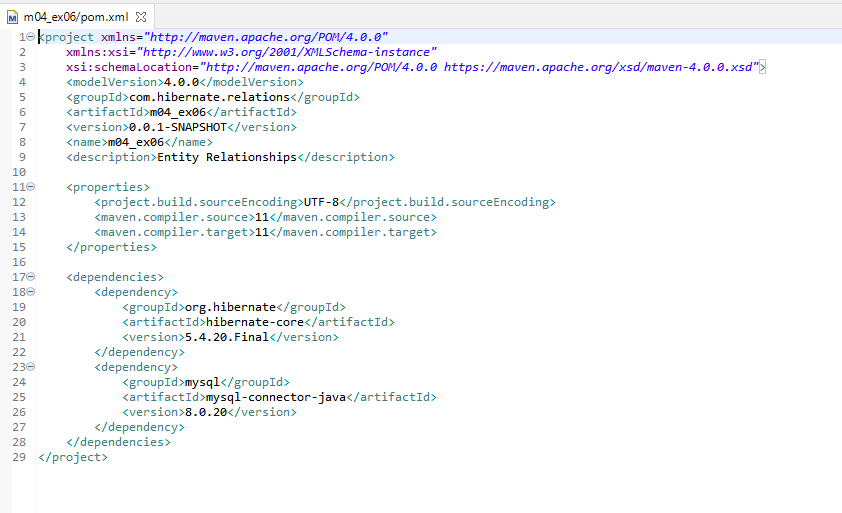 m04_ex06/pom.xml
1 <project xmlns="http://maven.apache.org/POM/4.0.0"
2 xmlns:xsi="http://www.w3.org/2001/XMLSchema-instance"
3 xsi:schemaLocation="http://maven.apache.org/POM/4.0.0 https://maven.apache.org/xsd/maven-4.0.0.xsd">
4 <modelVersion>4.0.0</modelVersion>
5 <groupId>com.hibernate.relations</groupId>
6 <artifactId>m04_ex06</artifactId>
7 <version>0.0.1-SNAPSHOT</version>
8 <name>m04_ex06</name>
9 <description>Entity Relationships</description>
10
11 <properties>
12 <project.build.sourceEncoding>UTF-8</project.build.sourceEncoding>
13 <maven.compiler.source>11</maven.compiler.source>
14 <maven.compiler.target>11</maven.compiler.target>
15 </properties>
16
17 <dependencies>
18 <dependency>
19 <groupId>org.hibernate</groupId>
20 <artifactId>hibernate-core</artifactId>
21 <version>5.4.20.Final</version>
22 </dependency>
23 <dependency>
24 <groupId>mysql</groupId>
25 <artifactId>mysql-connector-java</artifactId>
26 <version>8.0.20</version>
27 </dependency>
28 </dependencies>
29 </project>